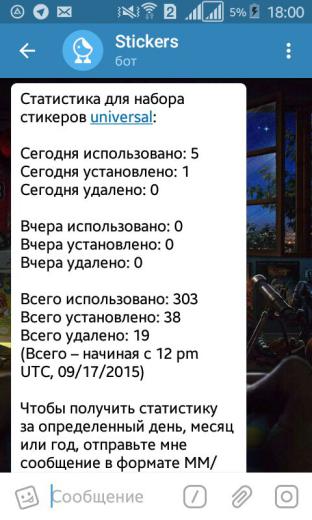 2
5%
18:00
Stickers
бот
Статистика для набора
стикеров universal:
Сегодня использовано: 5
Сегодня установлено: 1
Сегодня удалено: 0
Вчера использовано: 0
Вчера установлено: 0
Вчера удалено: 0
Всего использовано: 303
Всего установлено: 38
Всего удалено: 19
(Всего – начиная с 12 pm
UTC, 09/17/2015)
Чтобы получить статистику
за определенный день, месяц
или год, отправьте мне
сообщение в формате ММ/
Сообщение